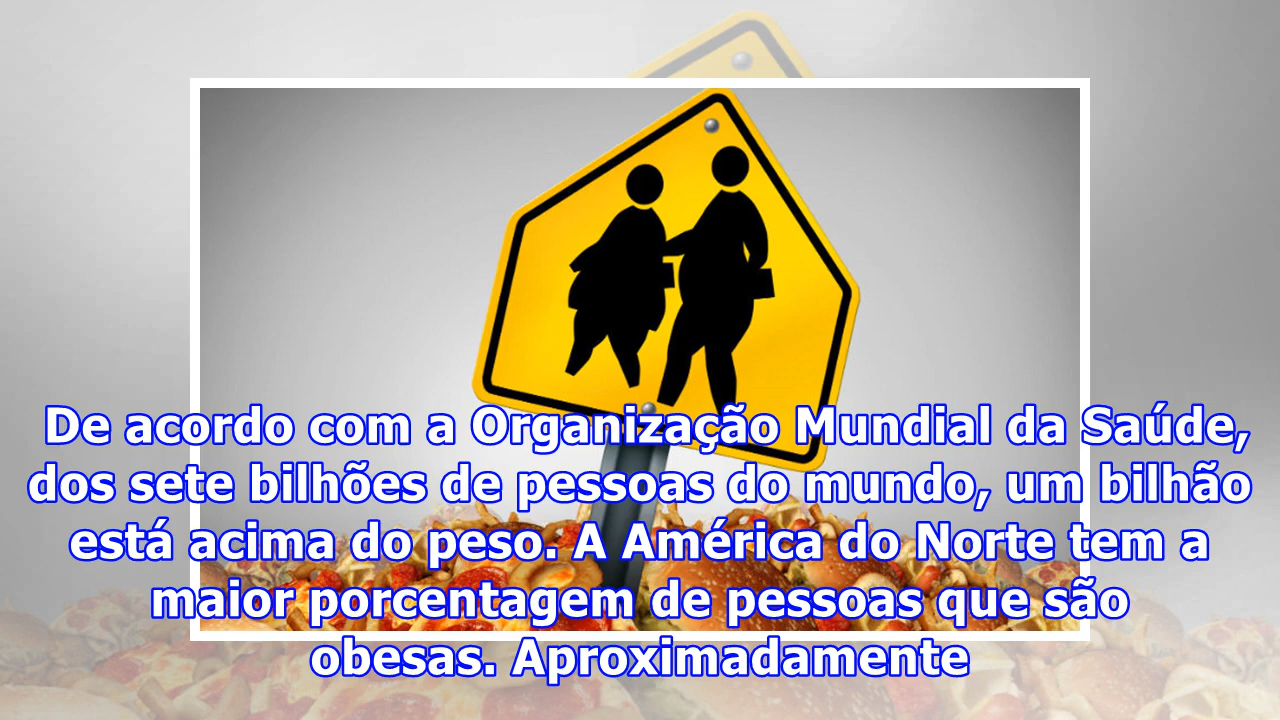 De acordo com a Organização Mundial da Saúde,
dos sete bilhões de pessoas do mundo, um bilhão
está acima do peso. A América do Norte tem a
maior porcentagem de pessoas que são
obesas. Aproximadamente